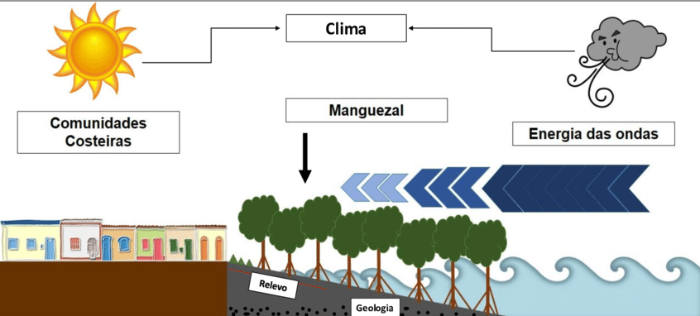 Clima
Comunidades
Costeiras
Manguezal
Energia das ondas
Relevo
Geologia